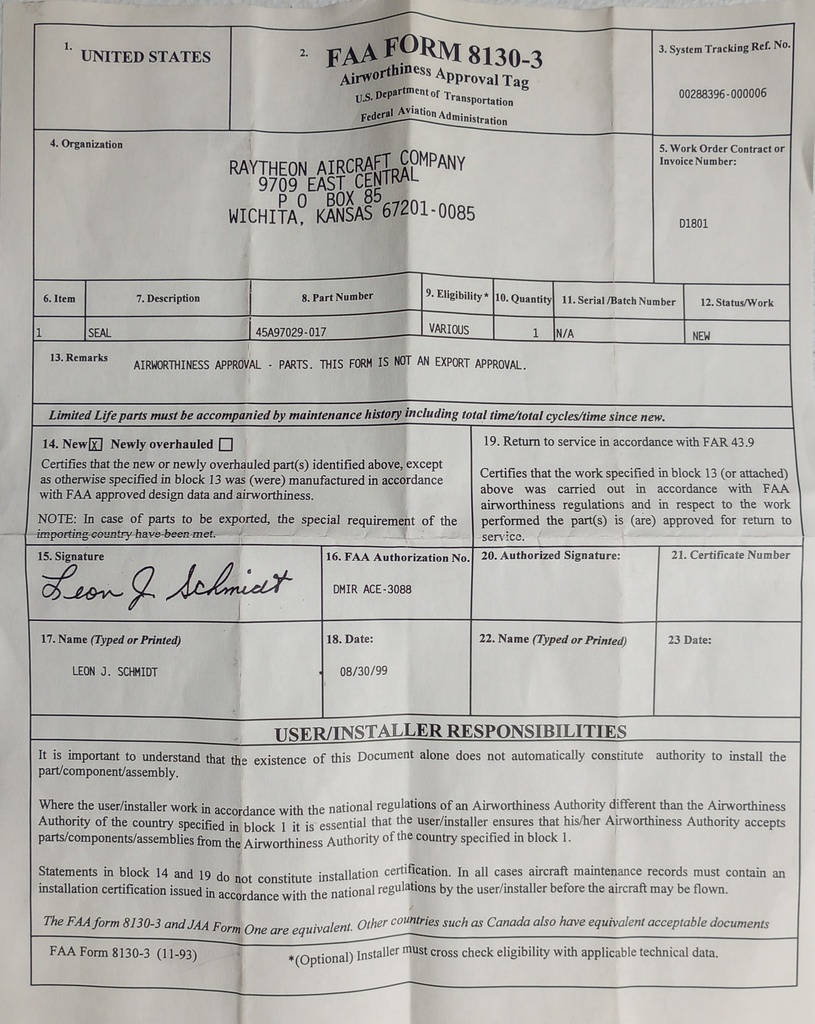 1. UNITED STATES
2. FAA FORM 8130-3
Airworthiness Approval Tag
U.S. Department of Transportation
Federal Aviation Administration
3. System Tracking Ref. No.
00288396-000006
4. Organization
RAYTHEON AIRCRAFT COMPANY
9709 EAST CENTRAL
P O BOX 85
WICHITA, KANSAS 67201-0085
5. Work Order Contract or
Invoice Number:
D1801
6. Item 7. Description 8. Part Number 9. Eligibility* 10. Quantity 11. Serial /Batch Number 12. Status/Work
1 SEAL 45A97029-017 VARIOUS 1 N/A NEW
13. Remarks AIRWORTHINESS APPROVAL - PARTS. THIS FORM IS NOT AN EXPORT APPROVAL.
Limited Life parts must be accompanied by maintenance history including total time/total cycles/time since new.
14. New X Newly overhauled
Certifies that the new or newly overhauled part(s) identified above, except
as otherwise specified in block 13 was (were) manufactured in accordance
with FAA approved design data and airworthiness.
NOTE: In case of parts to be exported, the special requirement of the
importing country have been met.
19. Return to service in accordance with FAR 43.9
Certifies that the work specified in block 13 (or attached)
above was carried out in accordance with FAA
airworthiness regulations and in respect to the work
performed the part(s) is (are) approved for return to
service.
15. Signature
Leon J Schmidt
16. FAA Authorization No.
DMIR ACE-3088
20. Authorized Signature:
21. Certificate Number
17. Name (Typed or Printed)
LEON J. SCHMIDT
18. Date:
08/30/99
22. Name (Typed or Printed)
23 Date:
USER/INSTALLER RESPONSIBILITIES
It is important to understand that the existence of this Document alone does not automatically constitute authority to install the
part/component/assembly.
Where the user/installer work in accordance with the national regulations of an Airworthiness Authority different than the Airworthiness
Authority of the country specified in block 1 it is essential that the user/installer ensures that his/her Airworthiness Authority accepts
parts/components/assemblies from the Airworthiness Authority of the country specified in block 1.
Statements in block 14 and 19 do not constitute installation certification. In all cases aircraft maintenance records must contain an
installation certification issued in accordance with the national regulations by the user/installer before the aircraft may be flown.
The FAA form 8130-3 and JAA Form One are equivalent. Other countries such as Canada also have equivalent acceptable documents
FAA Form 8130-3 (11-93) *(Optional) Installer must cross check eligibility with applicable technical data.